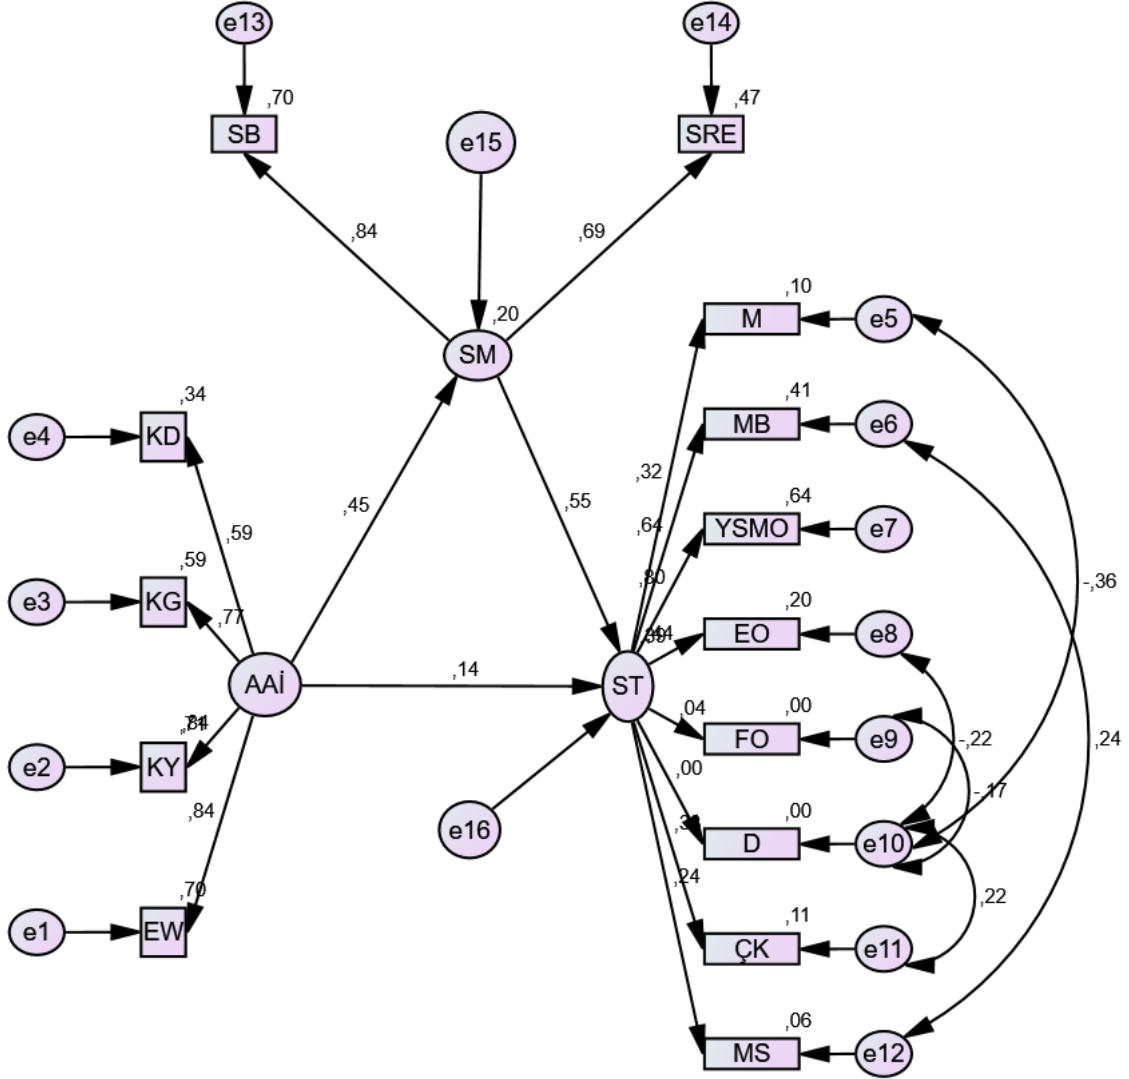 e13
e14
,70
,47
SB
SRE
e15
,84
,69
,10
,20
M
e5
SM
,34
,41
e4
KD
MB
e6
,32
,45
,55
,64
,59
,64
YSMO
e7
,59
,80
-,36
e3
KG
,77
,20
EO
e8
,44
AAİ
,14
ST
,04
,00
FO
e9
,84
-,22
,24
e2
KY
,00
-,17
,84
e16
,00
D
e10
,70
,24
,22
e1
EW
,11
ÇK
e11
,06
MS
e12